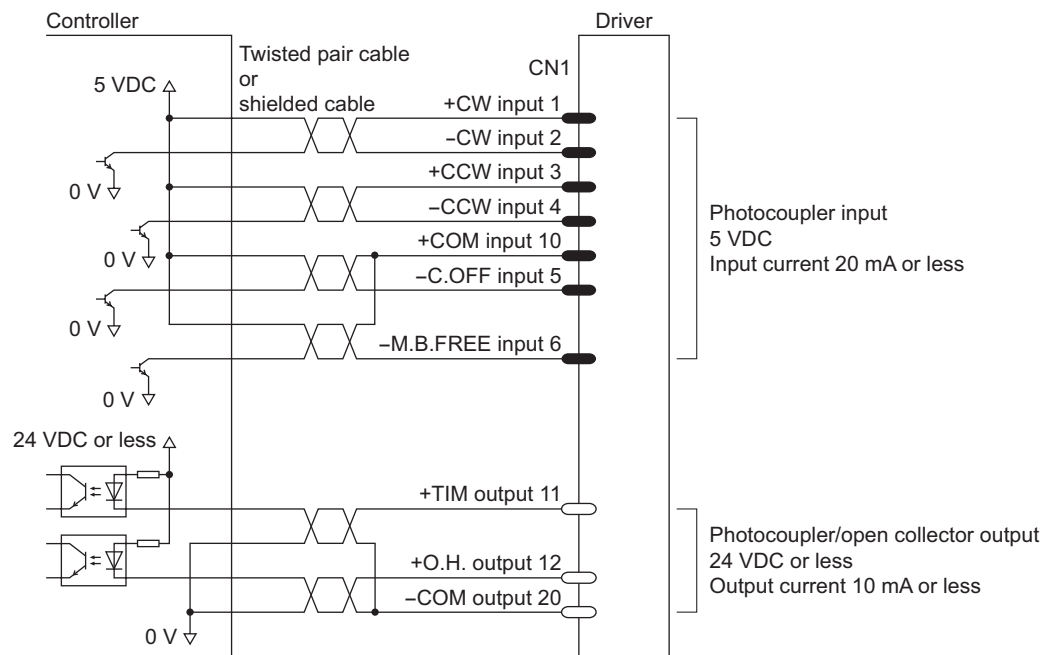 Controller
Driver
Twisted pair cable
or
shielded cable
CN1
5 VDC
+CW input 1
−CW input 2
0 V
+CCW input 3
−CCW input 4
0 V
+COM input 10
−C.OFF input 5
0 V
−M.B.FREE input 6
0 V
Photocoupler input
5 VDC
Input current 20 mA or less
24 VDC or less
+TIM output 11
+O.H. output 12
−COM output 20
0 V
Photocoupler/open collector output
24 VDC or less
Output current 10 mA or less